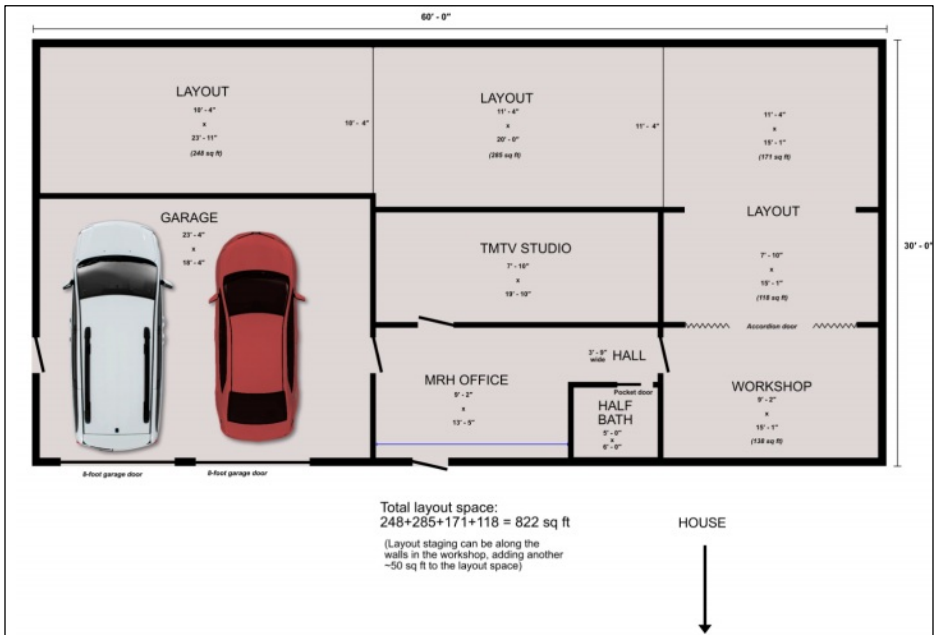 60' - 0"
LAYOUT
10' - 4"
x
23' - 11"
(248 sq ft)
10' - 4"
LAYOUT
11' - 4"
x
20' - 0"
(285 sq ft)
11' - 4"
11' - 4"
x
15' - 1"
(171 sq ft)
LAYOUT
7' - 10"
x
15' - 1"
(118 sq ft)
30' - 0"
GARAGE
23' - 4"
x
18' - 4"
TMTV STUDIO
7' - 10"
x
19' - 10"
Accordion door
3' - 9"
wide
HALL
MRH OFFICE
9' - 2"
x
13' - 5"
Pocket door
HALF
BATH
5' - 0"
x
6' - 0"
WORKSHOP
9' - 2"
x
15' - 1"
(138 sq ft)
8-foot garage door
8-foot garage door
Total layout space:
248+285+171+118 = 822 sq ft
(Layout staging can be along the
walls in the workshop, adding another
~50 sq ft to the layout space)
HOUSE